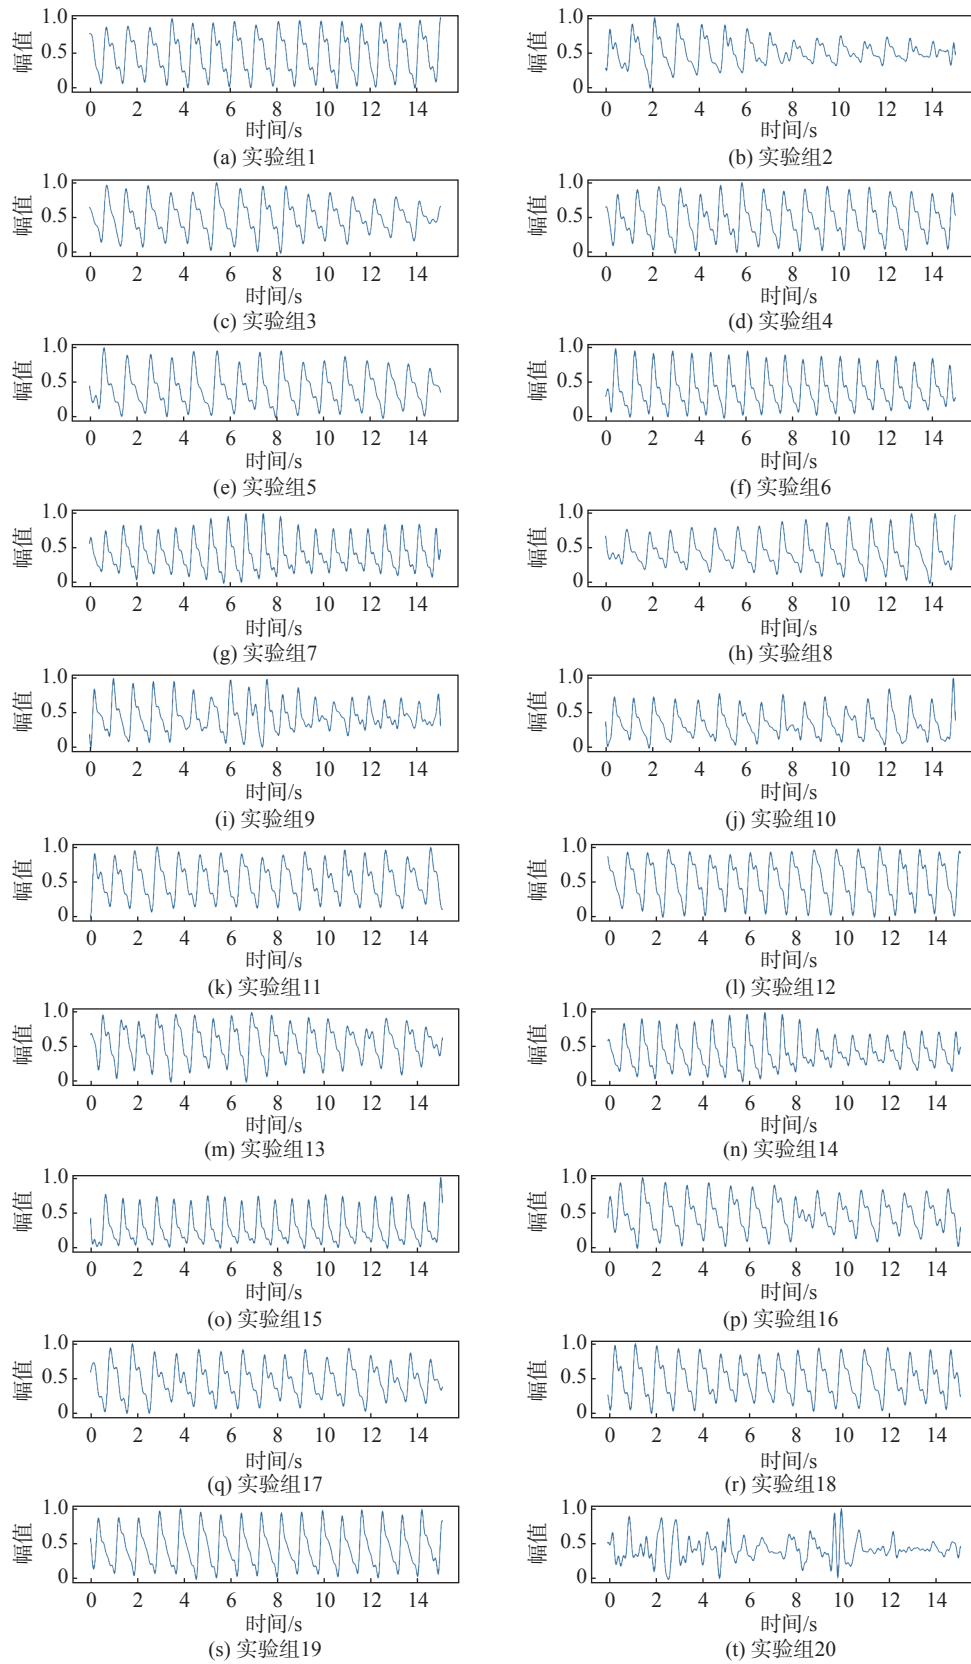 1.0
0.5
0
幅值
0 2 4 6 8 10 12 14
时间/s
(a) 实验组1
1.0
0.5
0
幅值
0 2 4 6 8 10 12 14
时间/s
(b) 实验组2
1.0
0.5
0
幅值
0 2 4 6 8 10 12 14
时间/s
(c) 实验组3
1.0
0.5
0
幅值
0 2 4 6 8 10 12 14
时间/s
(d) 实验组4
1.0
0.5
0
幅值
0 2 4 6 8 10 12 14
时间/s
(e) 实验组5
1.0
0.5
0
幅值
0 2 4 6 8 10 12 14
时间/s
(f) 实验组6
1.0
0.5
0
幅值
0 2 4 6 8 10 12 14
时间/s
(g) 实验组7
1.0
0.5
0
幅值
0 2 4 6 8 10 12 14
时间/s
(h) 实验组8
1.0
0.5
0
幅值
0 2 4 6 8 10 12 14
时间/s
(i) 实验组9
1.0
0.5
0
幅值
0 2 4 6 8 10 12 14
时间/s
(j) 实验组10
1.0
0.5
0
幅值
0 2 4 6 8 10 12 14
时间/s
(k) 实验组11
1.0
0.5
0
幅值
0 2 4 6 8 10 12 14
时间/s
(l) 实验组12
1.0
0.5
0
幅值
0 2 4 6 8 10 12 14
时间/s
(m) 实验组13
1.0
0.5
0
幅值
0 2 4 6 8 10 12 14
时间/s
(n) 实验组14
1.0
0.5
0
幅值
0 2 4 6 8 10 12 14
时间/s
(o) 实验组15
1.0
0.5
0
幅值
0 2 4 6 8 10 12 14
时间/s
(p) 实验组16
1.0
0.5
0
幅值
0 2 4 6 8 10 12 14
时间/s
(q) 实验组17
1.0
0.5
0
幅值
0 2 4 6 8 10 12 14
时间/s
(r) 实验组18
1.0
0.5
0
幅值
0 2 4 6 8 10 12 14
时间/s
(s) 实验组19
1.0
0.5
0
幅值
0 2 4 6 8 10 12 14
时间/s
(t) 实验组20